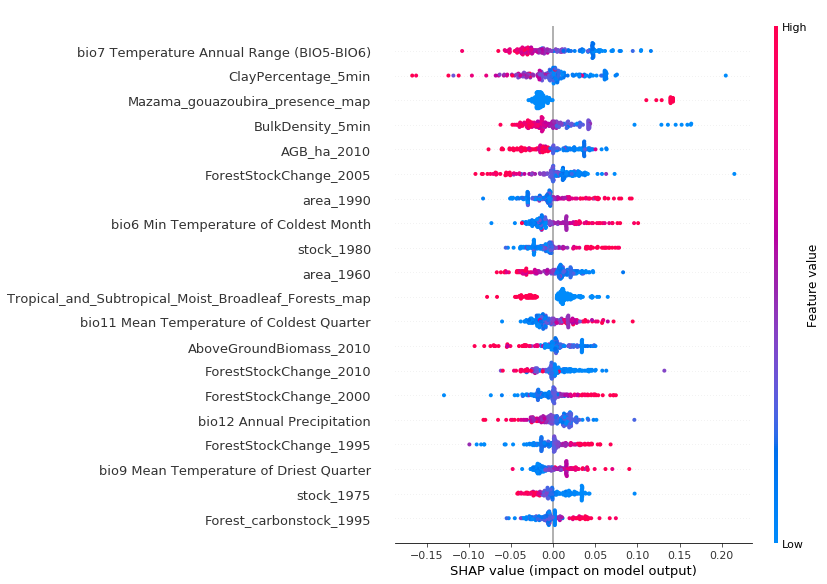 High
bio7 Temperature Annual Range (BIO5-BIO6)
ClayPercentage_5min
Mazama_gouazoubira_presence_map
BulkDensity_5min
AGB_ha_2010
ForestStockChange_2005
area_1990
bio6 Min Temperature of Coldest Month
stock_1980
area_1960
Tropical_and_Subtropical_Moist_Broadleaf_Forests_map
bio11 Mean Temperature of Coldest Quarter
AboveGroundBiomass_2010
ForestStockChange_2010
ForestStockChange_2000
bio12 Annual Precipitation
ForestStockChange_1995
bio9 Mean Temperature of Driest Quarter
stock_1975
Forest_carbonstock_1995
Feature value
Low
−0.15 −0.10 −0.05 0.00 0.05 0.10 0.15 0.20
SHAP value (impact on model output)